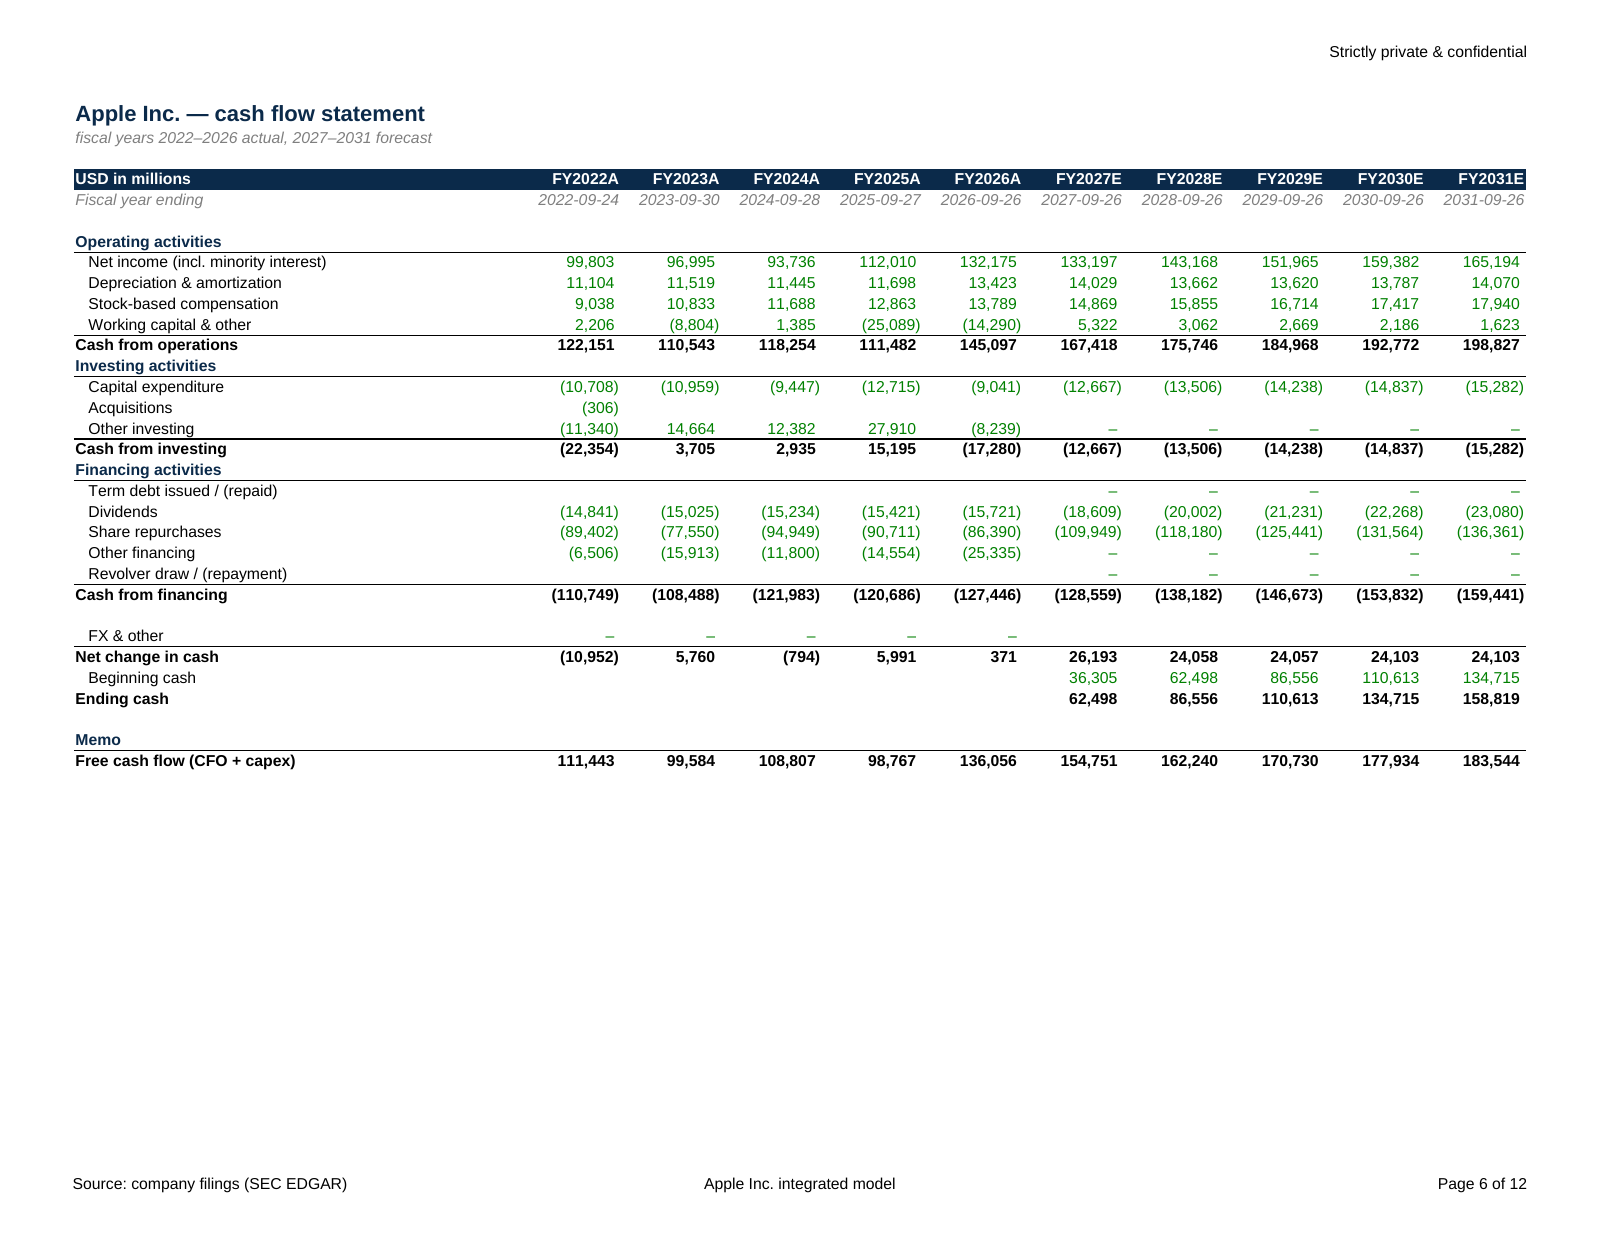 Strictly private & confidential
Apple Inc. — cash flow statement
fiscal years 2022–2026 actual, 2027–2031 forecast
USD in millions FY2022A FY2023A FY2024A FY2025A FY2026A FY2027E FY2028E FY2029E FY2030E FY2031E
Fiscal year ending 2022-09-24 2023-09-30 2024-09-28 2025-09-27 2026-09-26 2027-09-26 2028-09-26 2029-09-26 2030-09-26 2031-09-26
Operating activities
Net income (incl. minority interest) 99,803 96,995 93,736 112,010 132,175 133,197 143,168 151,965 159,382 165,194
Depreciation & amortization 11,104 11,519 11,445 11,698 13,423 14,029 13,662 13,620 13,787 14,070
Stock-based compensation 9,038 10,833 11,688 12,863 13,789 14,869 15,855 16,714 17,417 17,940
Working capital & other 2,206 (8,804) 1,385 (25,089) (14,290) 5,322 3,062 2,669 2,186 1,623
Cash from operations 122,151 110,543 118,254 111,482 145,097 167,418 175,746 184,968 192,772 198,827
Investing activities
Capital expenditure (10,708) (10,959) (9,447) (12,715) (9,041) (12,667) (13,506) (14,238) (14,837) (15,282)
Acquisitions (306)
Other investing (11,340) 14,664 12,382 27,910 (8,239) – – – – –
Cash from investing (22,354) 3,705 2,935 15,195 (17,280) (12,667) (13,506) (14,238) (14,837) (15,282)
Financing activities
Term debt issued / (repaid) – – – – –
Dividends (14,841) (15,025) (15,234) (15,421) (15,721) (18,609) (20,002) (21,231) (22,268) (23,080)
Share repurchases (89,402) (77,550) (94,949) (90,711) (86,390) (109,949) (118,180) (125,441) (131,564) (136,361)
Other financing (6,506) (15,913) (11,800) (14,554) (25,335) – – – – –
Revolver draw / (repayment) – – – – –
Cash from financing (110,749) (108,488) (121,983) (120,686) (127,446) (128,559) (138,182) (146,673) (153,832) (159,441)
FX & other – – – – –
Net change in cash (10,952) 5,760 (794) 5,991 371 26,193 24,058 24,057 24,103 24,103
Beginning cash 36,305 62,498 86,556 110,613 134,715
Ending cash 62,498 86,556 110,613 134,715 158,819
Memo
Free cash flow (CFO + capex) 111,443 99,584 108,807 98,767 136,056 154,751 162,240 170,730 177,934 183,544
Source: company filings (SEC EDGAR) Apple Inc. integrated model Page 6 of 12